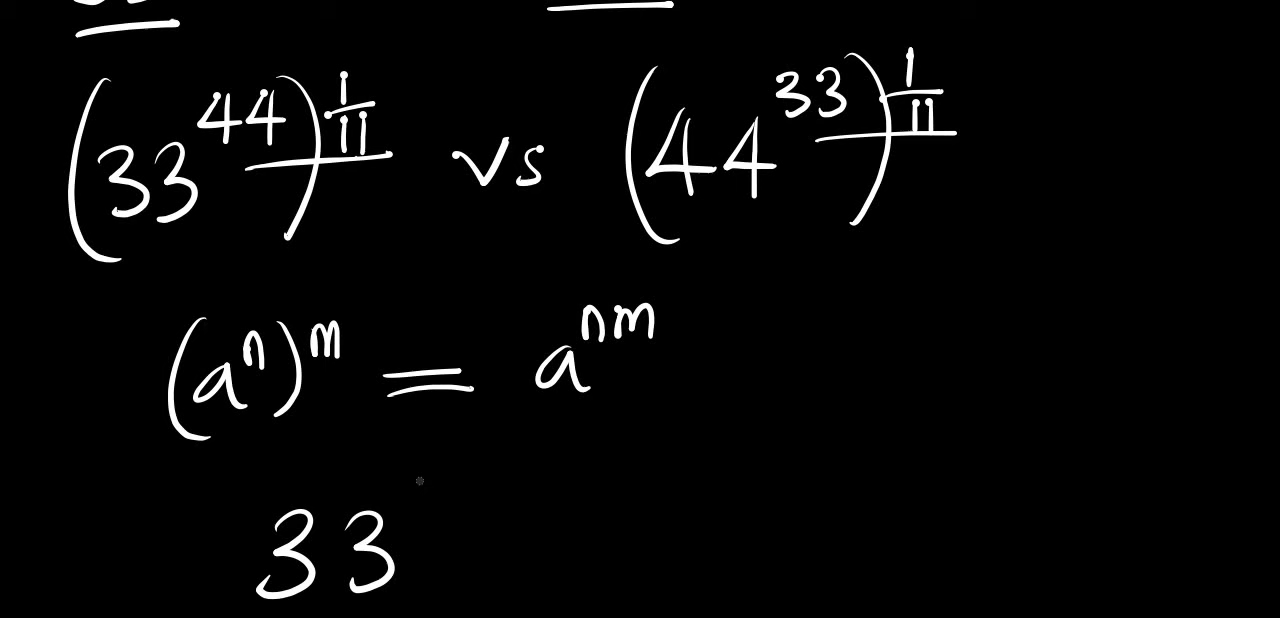 (33^44)^1/11 vs (44^33)^1/11
(a^n)^m = a^nm
33